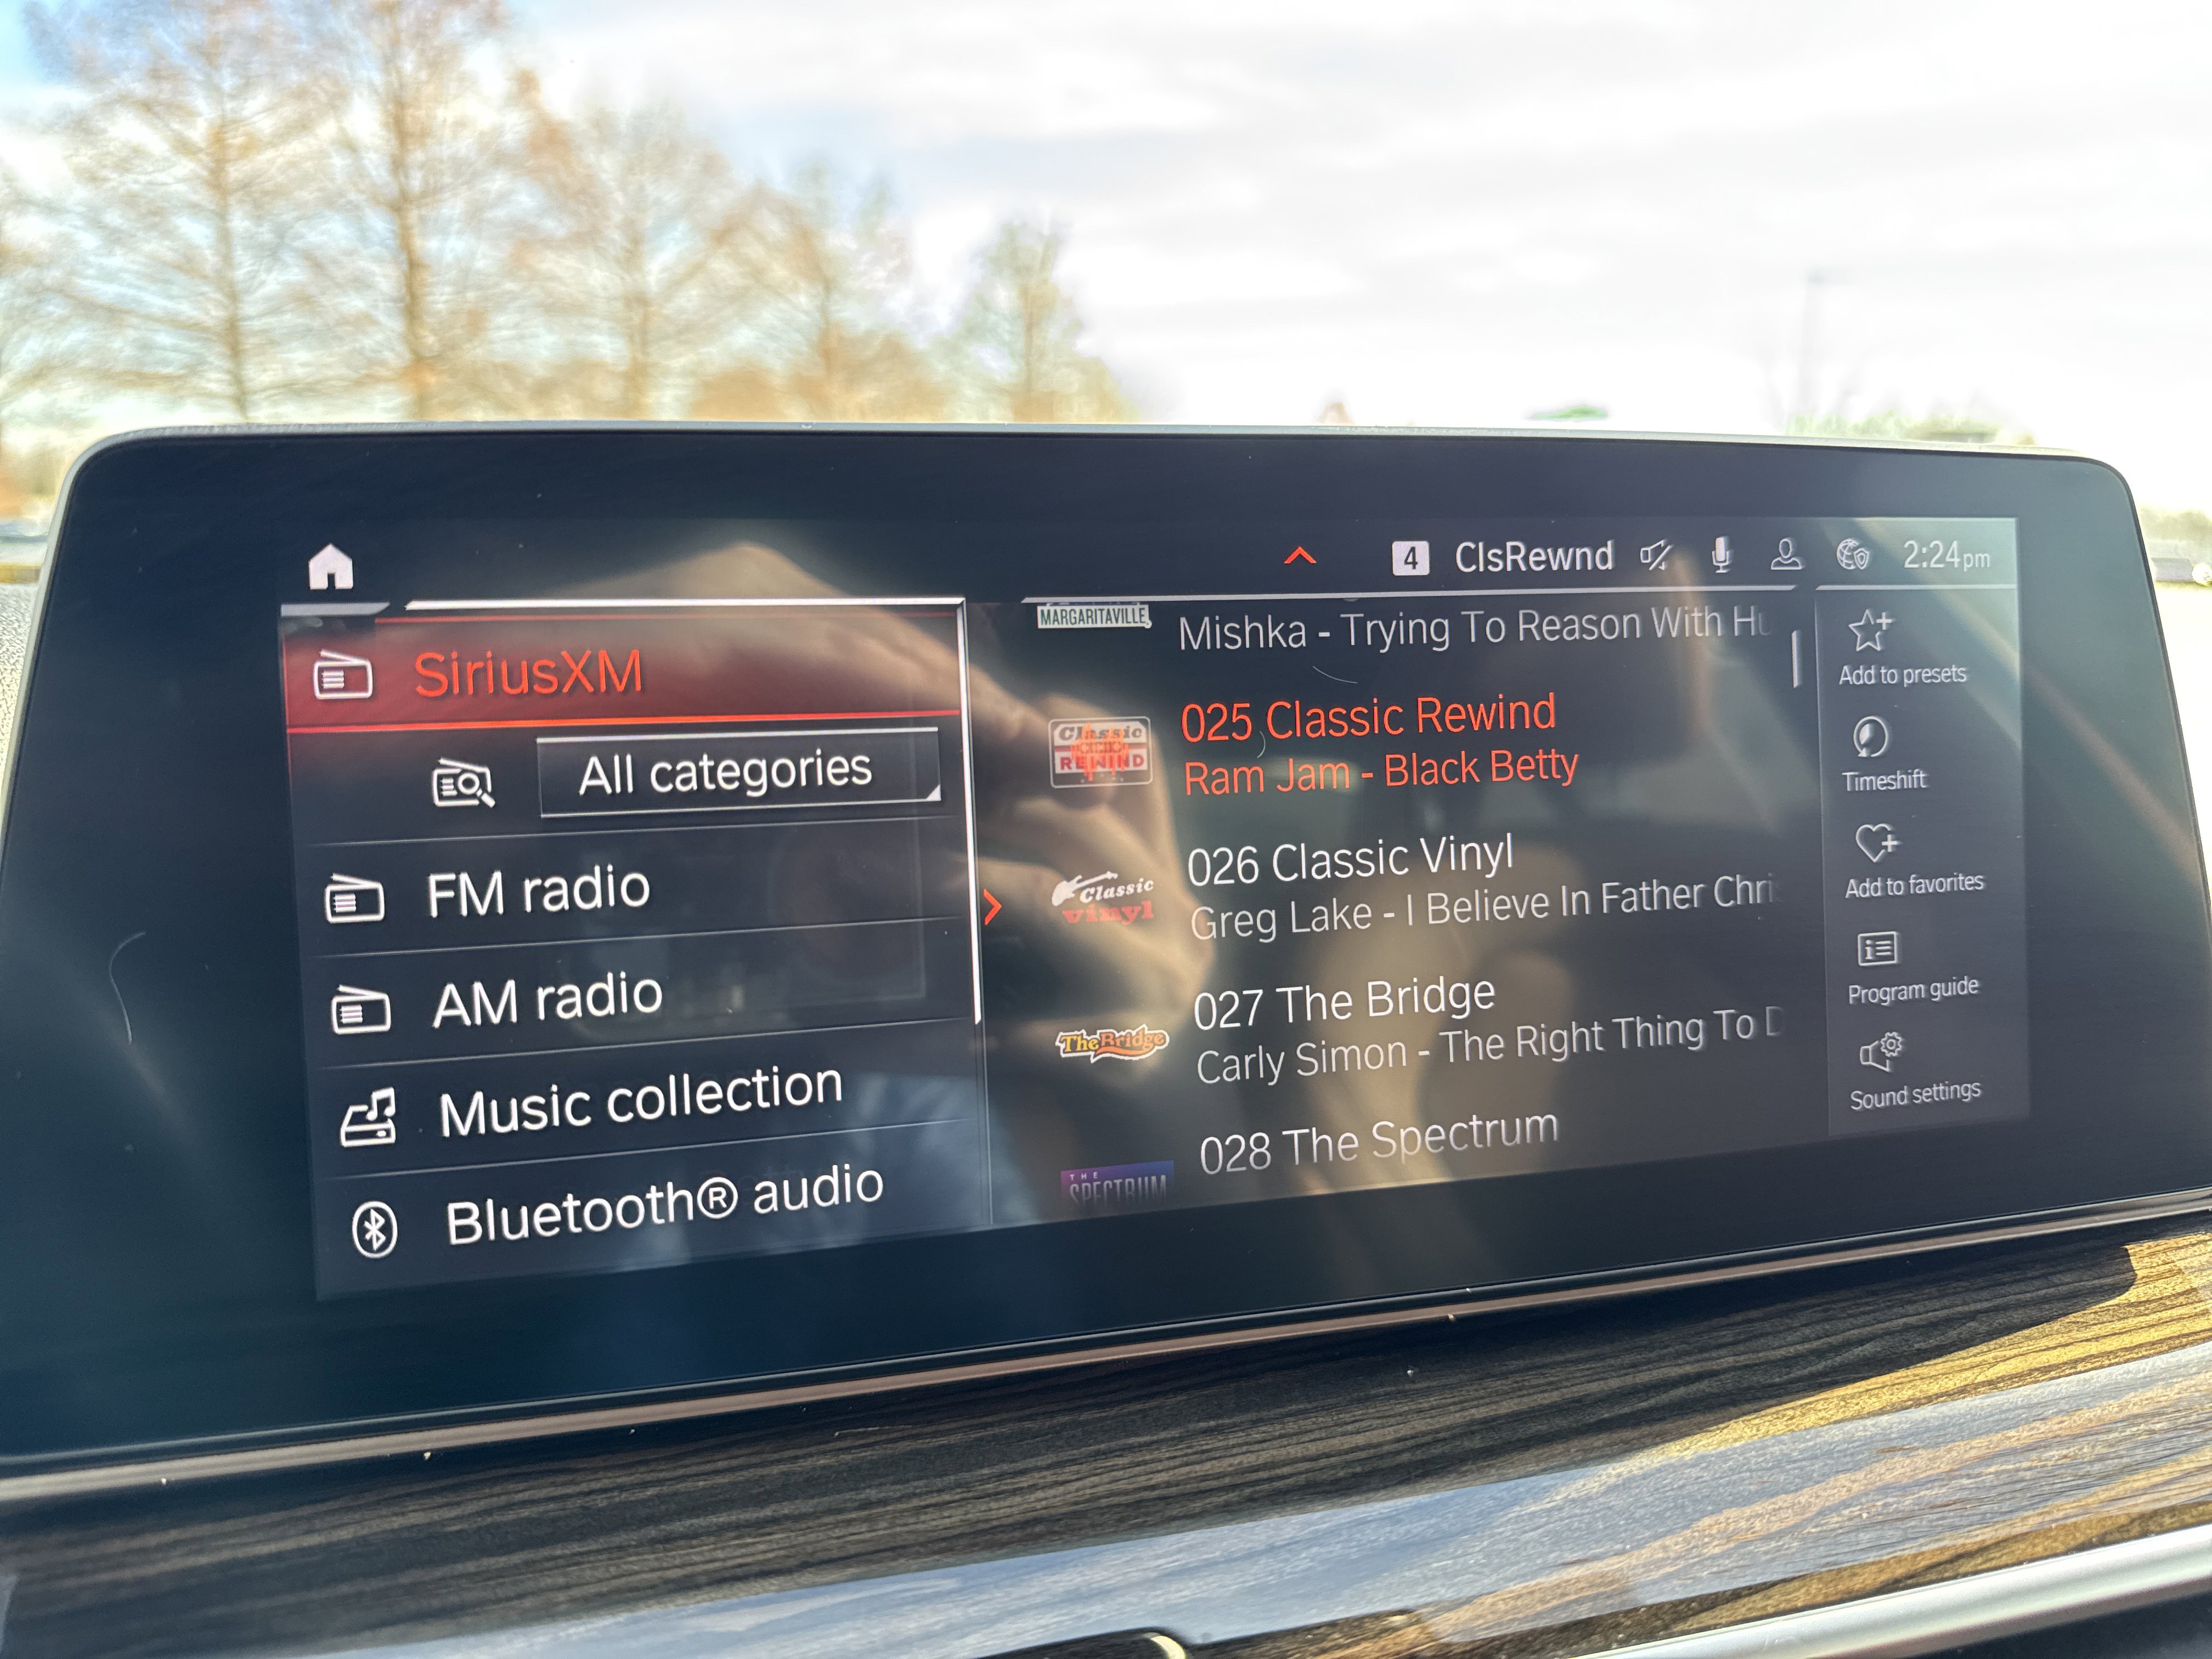 4 ClsRewnd 2:24pm
SiriusXM
All categories
FM radio
AM radio
Music collection
Bluetooth® audio
MARGARITAVILLE
Mishka - Trying To Reason With
Classic
REWIND
025 Classic Rewind
Ram Jam - Black Betty
Classic
vinyl
026 Classic Vinyl
Greg Lake - I Believe In Father Chri
The Bridge
027 The Bridge
Carly Simon - The Right Thing To D
THE
SPECTRUM
028 The Spectrum
Add to presets
Timeshift
Add to favorites
Program guide
Sound settings